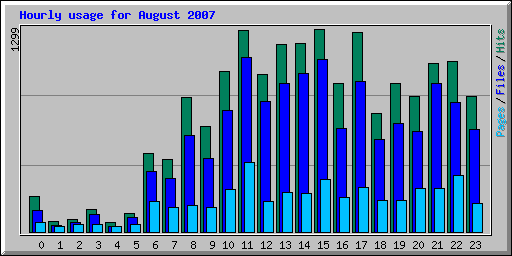 Hourly usage for August 2007
1299
Pages / Files / Hits
0 1 2 3 4 5 6 7 8 9 10 11 12 13 14 15 16 17 18 19 20 21 22 23